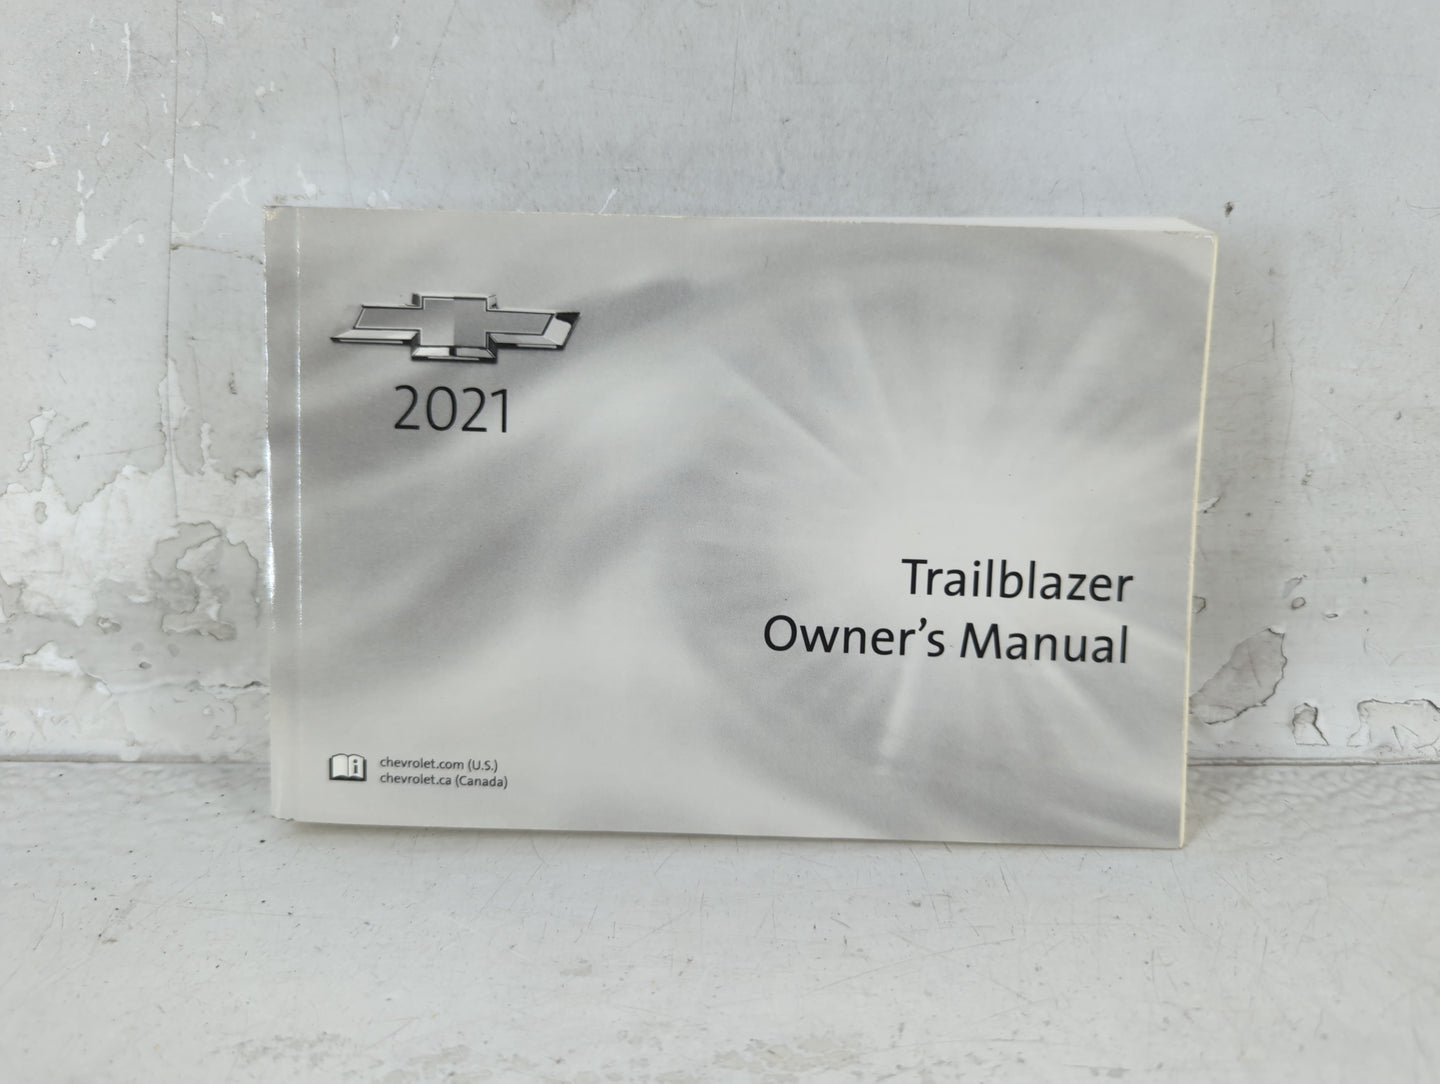 2021
Trailblazer
Owner's Manual
chevrolet.com (U.S.)
chevrolet.ca (Canada)